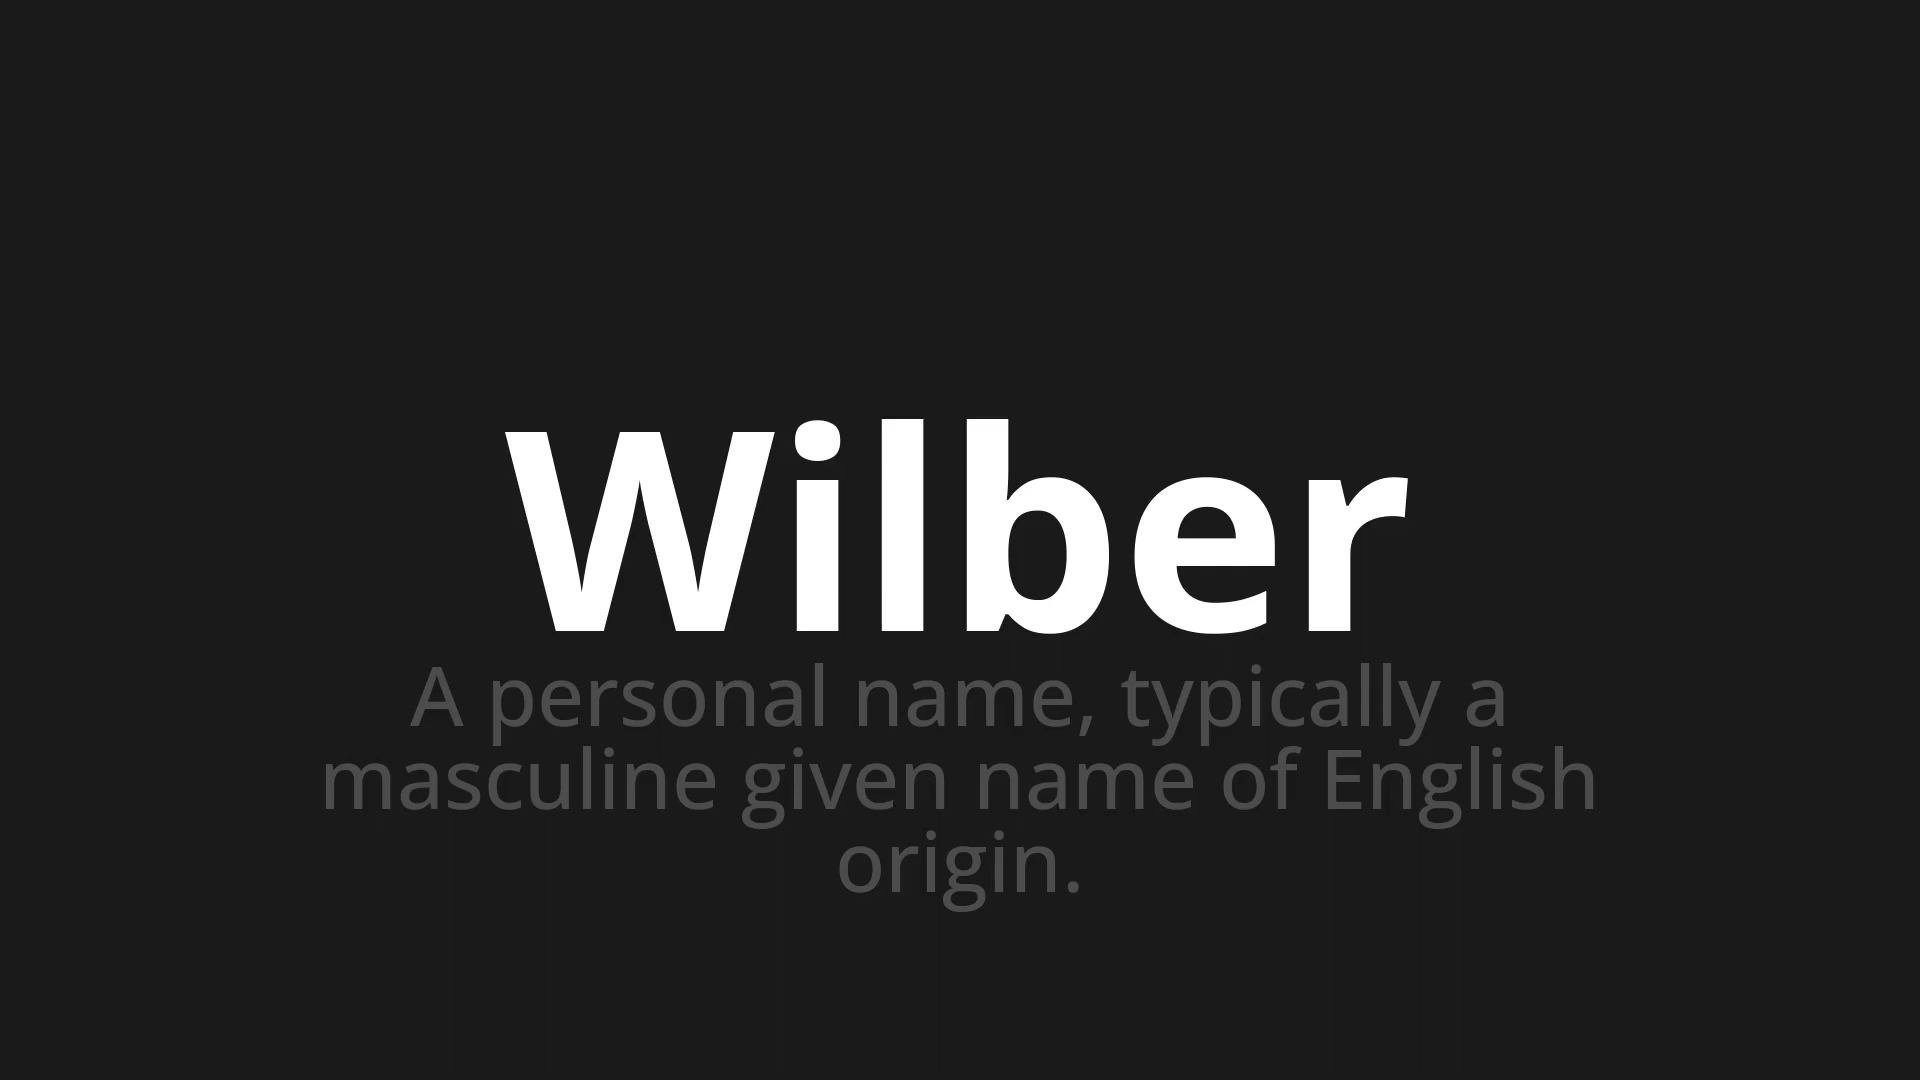 Wilber
A personal name, typically a
masculine given name of English
origin.